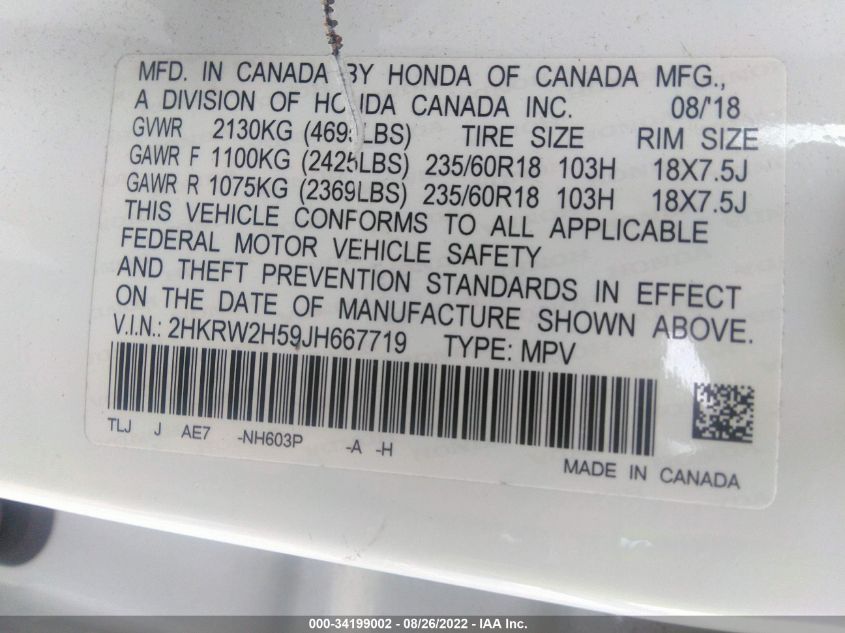 MFD. IN CANADA BY HONDA OF CANADA MFG.,
A DIVISION OF HONDA CANADA INC. 08/'18
GVWR 2130KG (4695LBS) TIRE SIZE RIM SIZE
GAWR F 1100KG (2425LBS) 235/60R18 103H 18X7.5J
GAWR R 1075KG (2369LBS) 235/60R18 103H 18X7.5J
THIS VEHICLE CONFORMS TO ALL APPLICABLE
FEDERAL MOTOR VEHICLE SAFETY
AND THEFT PREVENTION STANDARDS IN EFFECT
ON THE DATE OF MANUFACTURE SHOWN ABOVE.
V.I.N.: 2HKRW2H59JH667719 TYPE: MPV
TLJ J AE7 -NH603P -A -H
MADE IN CANADA
000-34199002 - 08/26/2022 - IAA Inc.